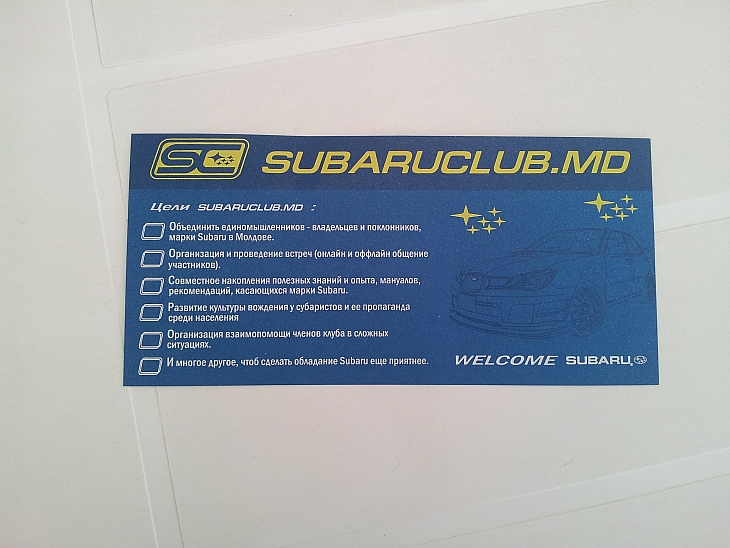 SC SUBARUCLUB.MD
Цели SUBARUCLUB.MD :
Объединить единомышленников - владельцев и поклонников,
марки Subaru в Молдове.
Организация и проведение встреч (онлайн и оффлайн общение
участников).
Совместное накопления полезных знаний и опыта, мануалов,
рекомендаций, касающихся марки Subaru.
Развитие культуры вождения у субаристов и ее пропаганда
среди населения
Организация взаимопомощи членов клуба в сложных
ситуациях.
И многое другое, чтоб сделать обладание Subaru еще приятнее.
WELCOME SUBARU